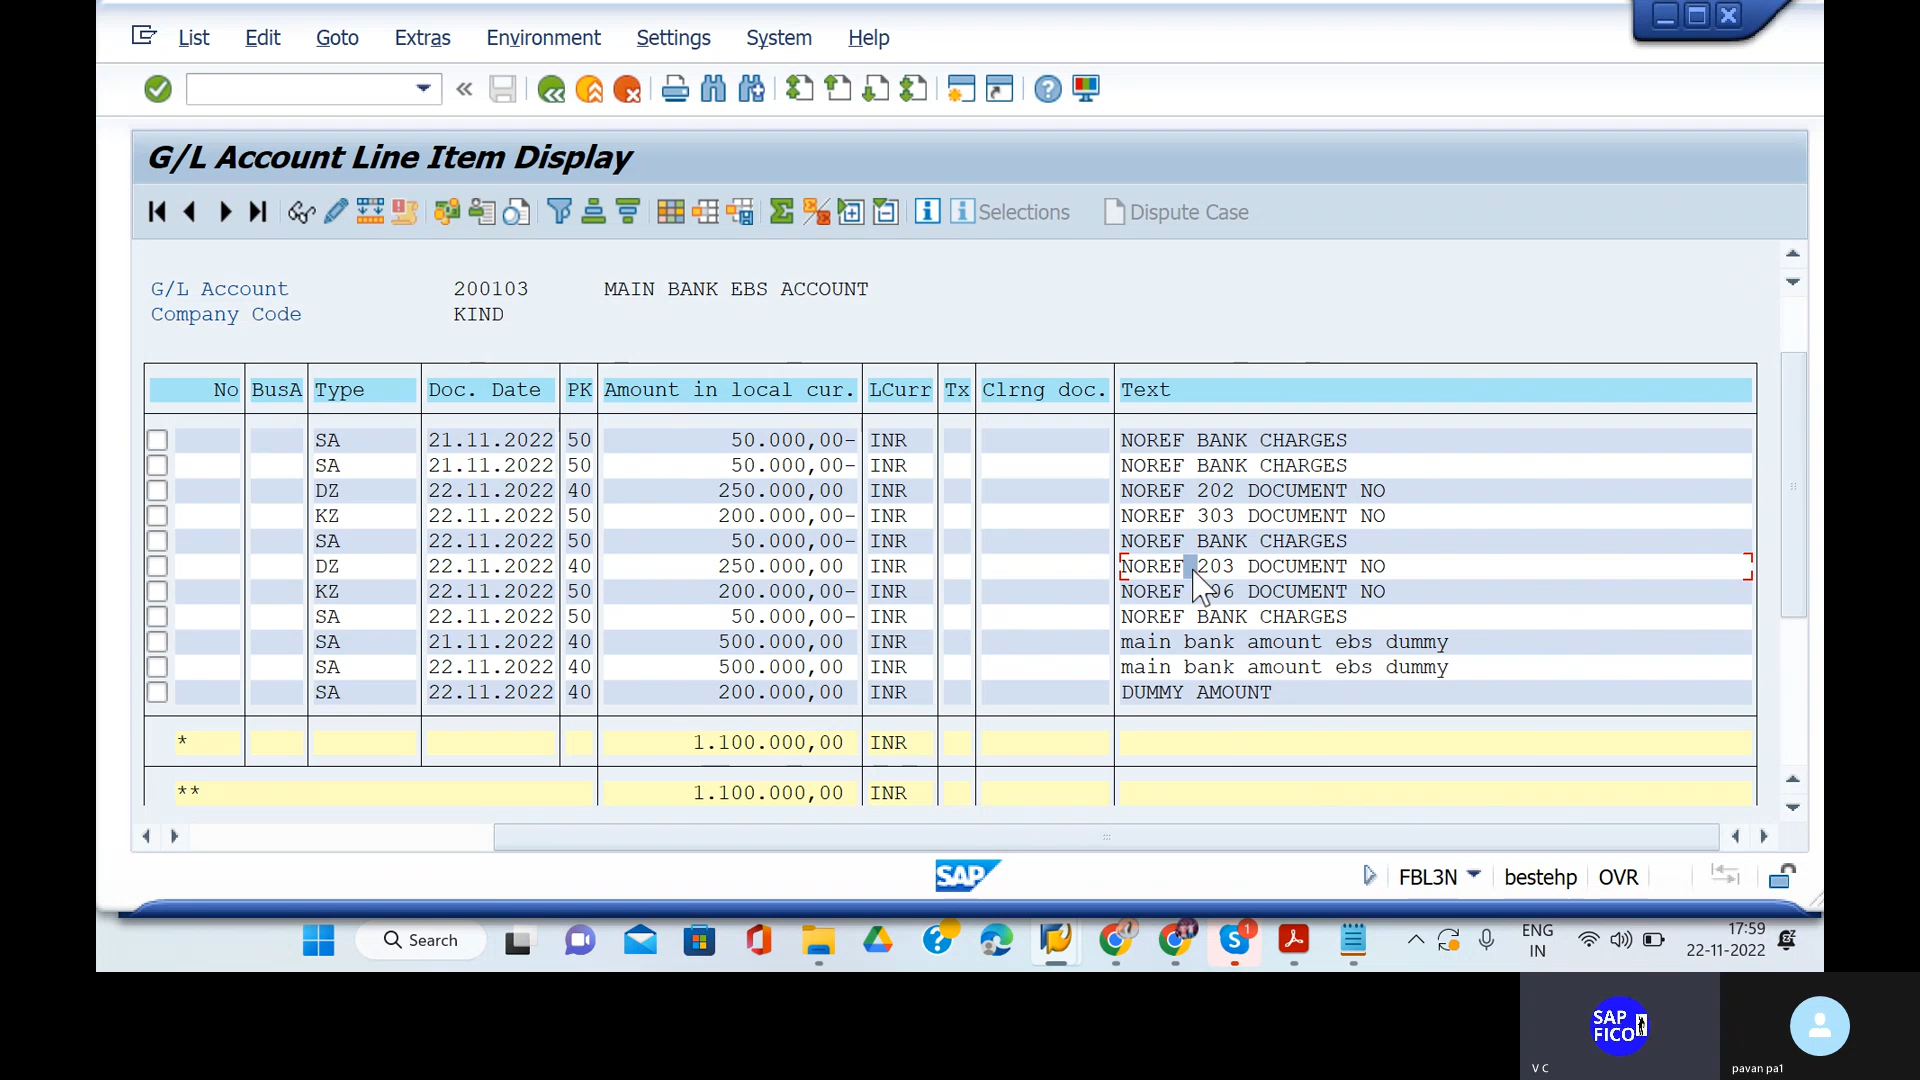 List Edit Goto Extras Environment Settings System Help
G/L Account Line Item Display
Selections Dispute Case
G/L Account 200103 MAIN BANK EBS ACCOUNT
Company Code KIND
No BusA Type Doc. Date PK Amount in local cur. LCurr Tx Clrng doc. Text
SA 21.11.2022 50 50.000,00- INR NOREF BANK CHARGES
SA 21.11.2022 50 50.000,00- INR NOREF BANK CHARGES
DZ 22.11.2022 40 250.000,00 INR NOREF 202 DOCUMENT NO
KZ 22.11.2022 50 200.000,00- INR NOREF 303 DOCUMENT NO
SA 22.11.2022 50 50.000,00- INR NOREF BANK CHARGES
DZ 22.11.2022 40 250.000,00 INR NOREF 203 DOCUMENT NO
KZ 22.11.2022 50 200.000,00- INR NOREF DOCUMENT NO
SA 22.11.2022 50 50.000,00- INR NOREF BANK CHARGES
SA 21.11.2022 40 500.000,00 INR main bank amount ebs dummy
SA 22.11.2022 40 500.000,00 INR main bank amount ebs dummy
SA 22.11.2022 40 200.000,00 INR DUMMY AMOUNT
* 1.100.000,00 INR
** 1.100.000,00 INR
SAP FBL3N bestehp OVR
Search ENG IN 17:59 22-11-2022
SAP FICO
V C pavan pa1